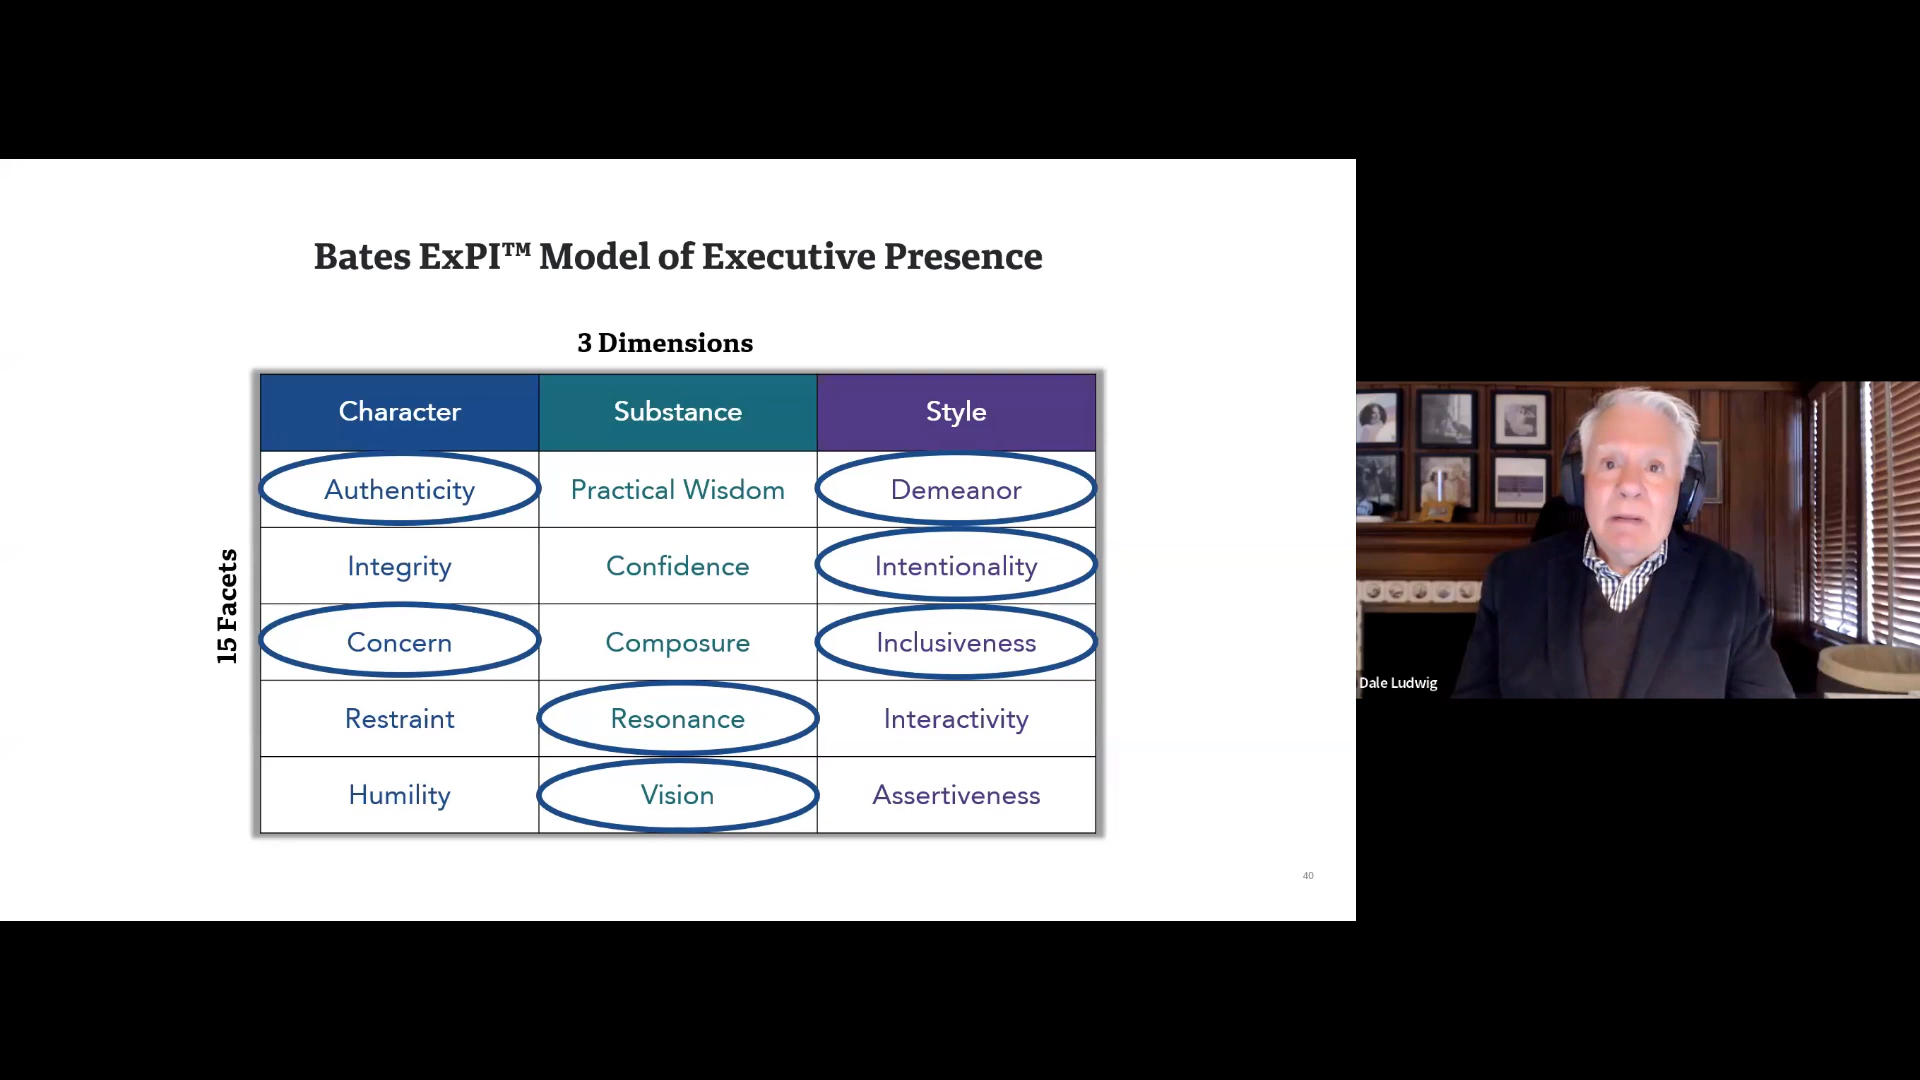 Bates ExPI™ Model of Executive Presence
3 Dimensions
15 Facets
Character Substance Style
Authenticity Practical Wisdom Demeanor
Integrity Confidence Intentionality
Concern Composure Inclusiveness
Restraint Resonance Interactivity
Humility Vision Assertiveness
40
Dale Ludwig